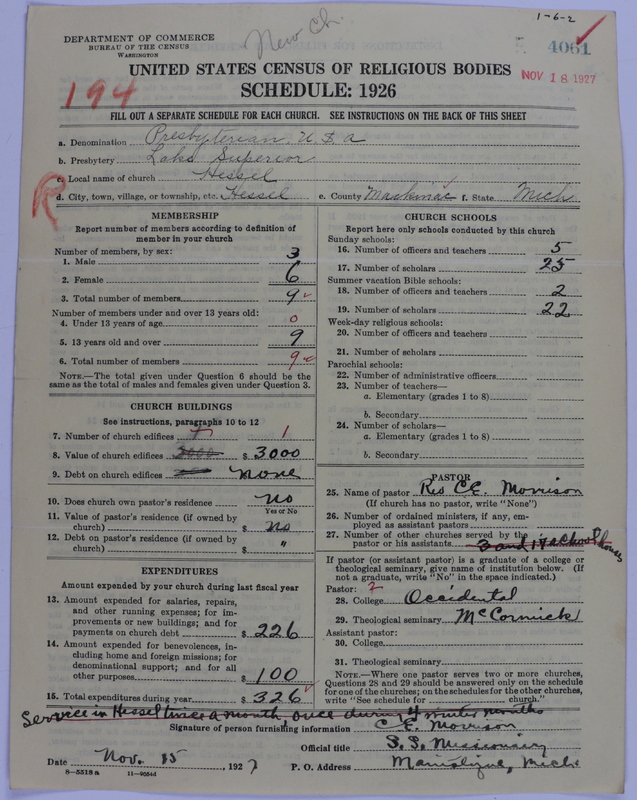 1-6-2
DEPARTMENT OF COMMERCE
BUREAU OF THE CENSUS
WASHINGTON
New Ch.
4061
NOV 18 1927
194
UNITED STATES CENSUS OF RELIGIOUS BODIES
SCHEDULE: 1926
FILL OUT A SEPARATE SCHEDULE FOR EACH CHURCH. SEE INSTRUCTIONS ON THE BACK OF THIS SHEET
a. Denomination Presbyterian, U S a
b. Presbytery Lake Superior
c. Local name of church Hessel
R
d. City, town, village, or township, etc. Hessel e. County Mackinac f. State Mich
MEMBERSHIP
Report number of members according to definition of
member in your church
Number of members, by sex:
1. Male 3
2. Female 6
3. Total number of members 9
Number of members under and over 13 years old:
4. Under 13 years of age 0
5. 13 years old and over 9
6. Total number of members 9
NOTE.—The total given under Question 6 should be
same as the total of males and females given under Question 3.
CHURCH BUILDINGS
See instructions, paragraphs 10 to 12
7. Number of church edifices 1
8. Value of church edifices 3000 $ 3000
9. Debt on church edifices none
10. Does church own pastor's residence? no
Yes or No
11. Value of pastor's residence (if owned by
church) $ no
12. Debt on pastor's residence (if owned by
church) $ "
EXPENDITURES
Amount expended by your church during last fiscal year
13. Amount expended for salaries, repairs,
and other running expenses; for im-
provements or new buildings; and for
payments on church debt $ 226
14. Amount expended for benevolences, in-
cluding home and foreign missions; for
denominational support; and for all
other purposes $ 100
15. Total expenditures during year $ 326
CHURCH SCHOOLS
Report here only schools conducted by this church
Sunday schools:
16. Number of officers and teachers 5
17. Number of scholars 25
Summer vacation Bible schools:
18. Number of officers and teachers 2
19. Number of scholars 22
Week-day religious schools:
20. Number of officers and teachers
21. Number of scholars
Parochial schools:
22. Number of administrative officers
23. Number of teachers—
a. Elementary (grades 1 to 8)
b. Secondary
24. Number of scholars—
a. Elementary (grades 1 to 8)
b. Secondary
PASTOR
25. Name of pastor Rev C. E. Morrison
(If church has no pastor, write "None")
26. Number of ordained ministers, if any, em-
ployed as assistant pastors
27. Number of other churches served by the
pastor or his assistants 3 and 14 school houses
If pastor (or assistant pastor) is a graduate of a college or
theological seminary, give name of institution below. (If
not a graduate, write "No" in the space indicated.)
Pastor:
28. College Occidental
29. Theological seminary McCormick
Assistant pastor:
30. College
31. Theological seminary
NOTE.—Where one pastor serves two or more churches,
Questions 28 and 29 should be answered only on the schedule
for one of the churches; on the schedules for the other churches,
write "See schedule for church."
Service in Hessel twice a month, once during 4 winter months
Signature of person furnishing information C. E. Morrison
Official title S. S. Missionary
Date Nov. 15, 1927 P. O. Address Manistique, Mich.
8—5518 a 11—9084d